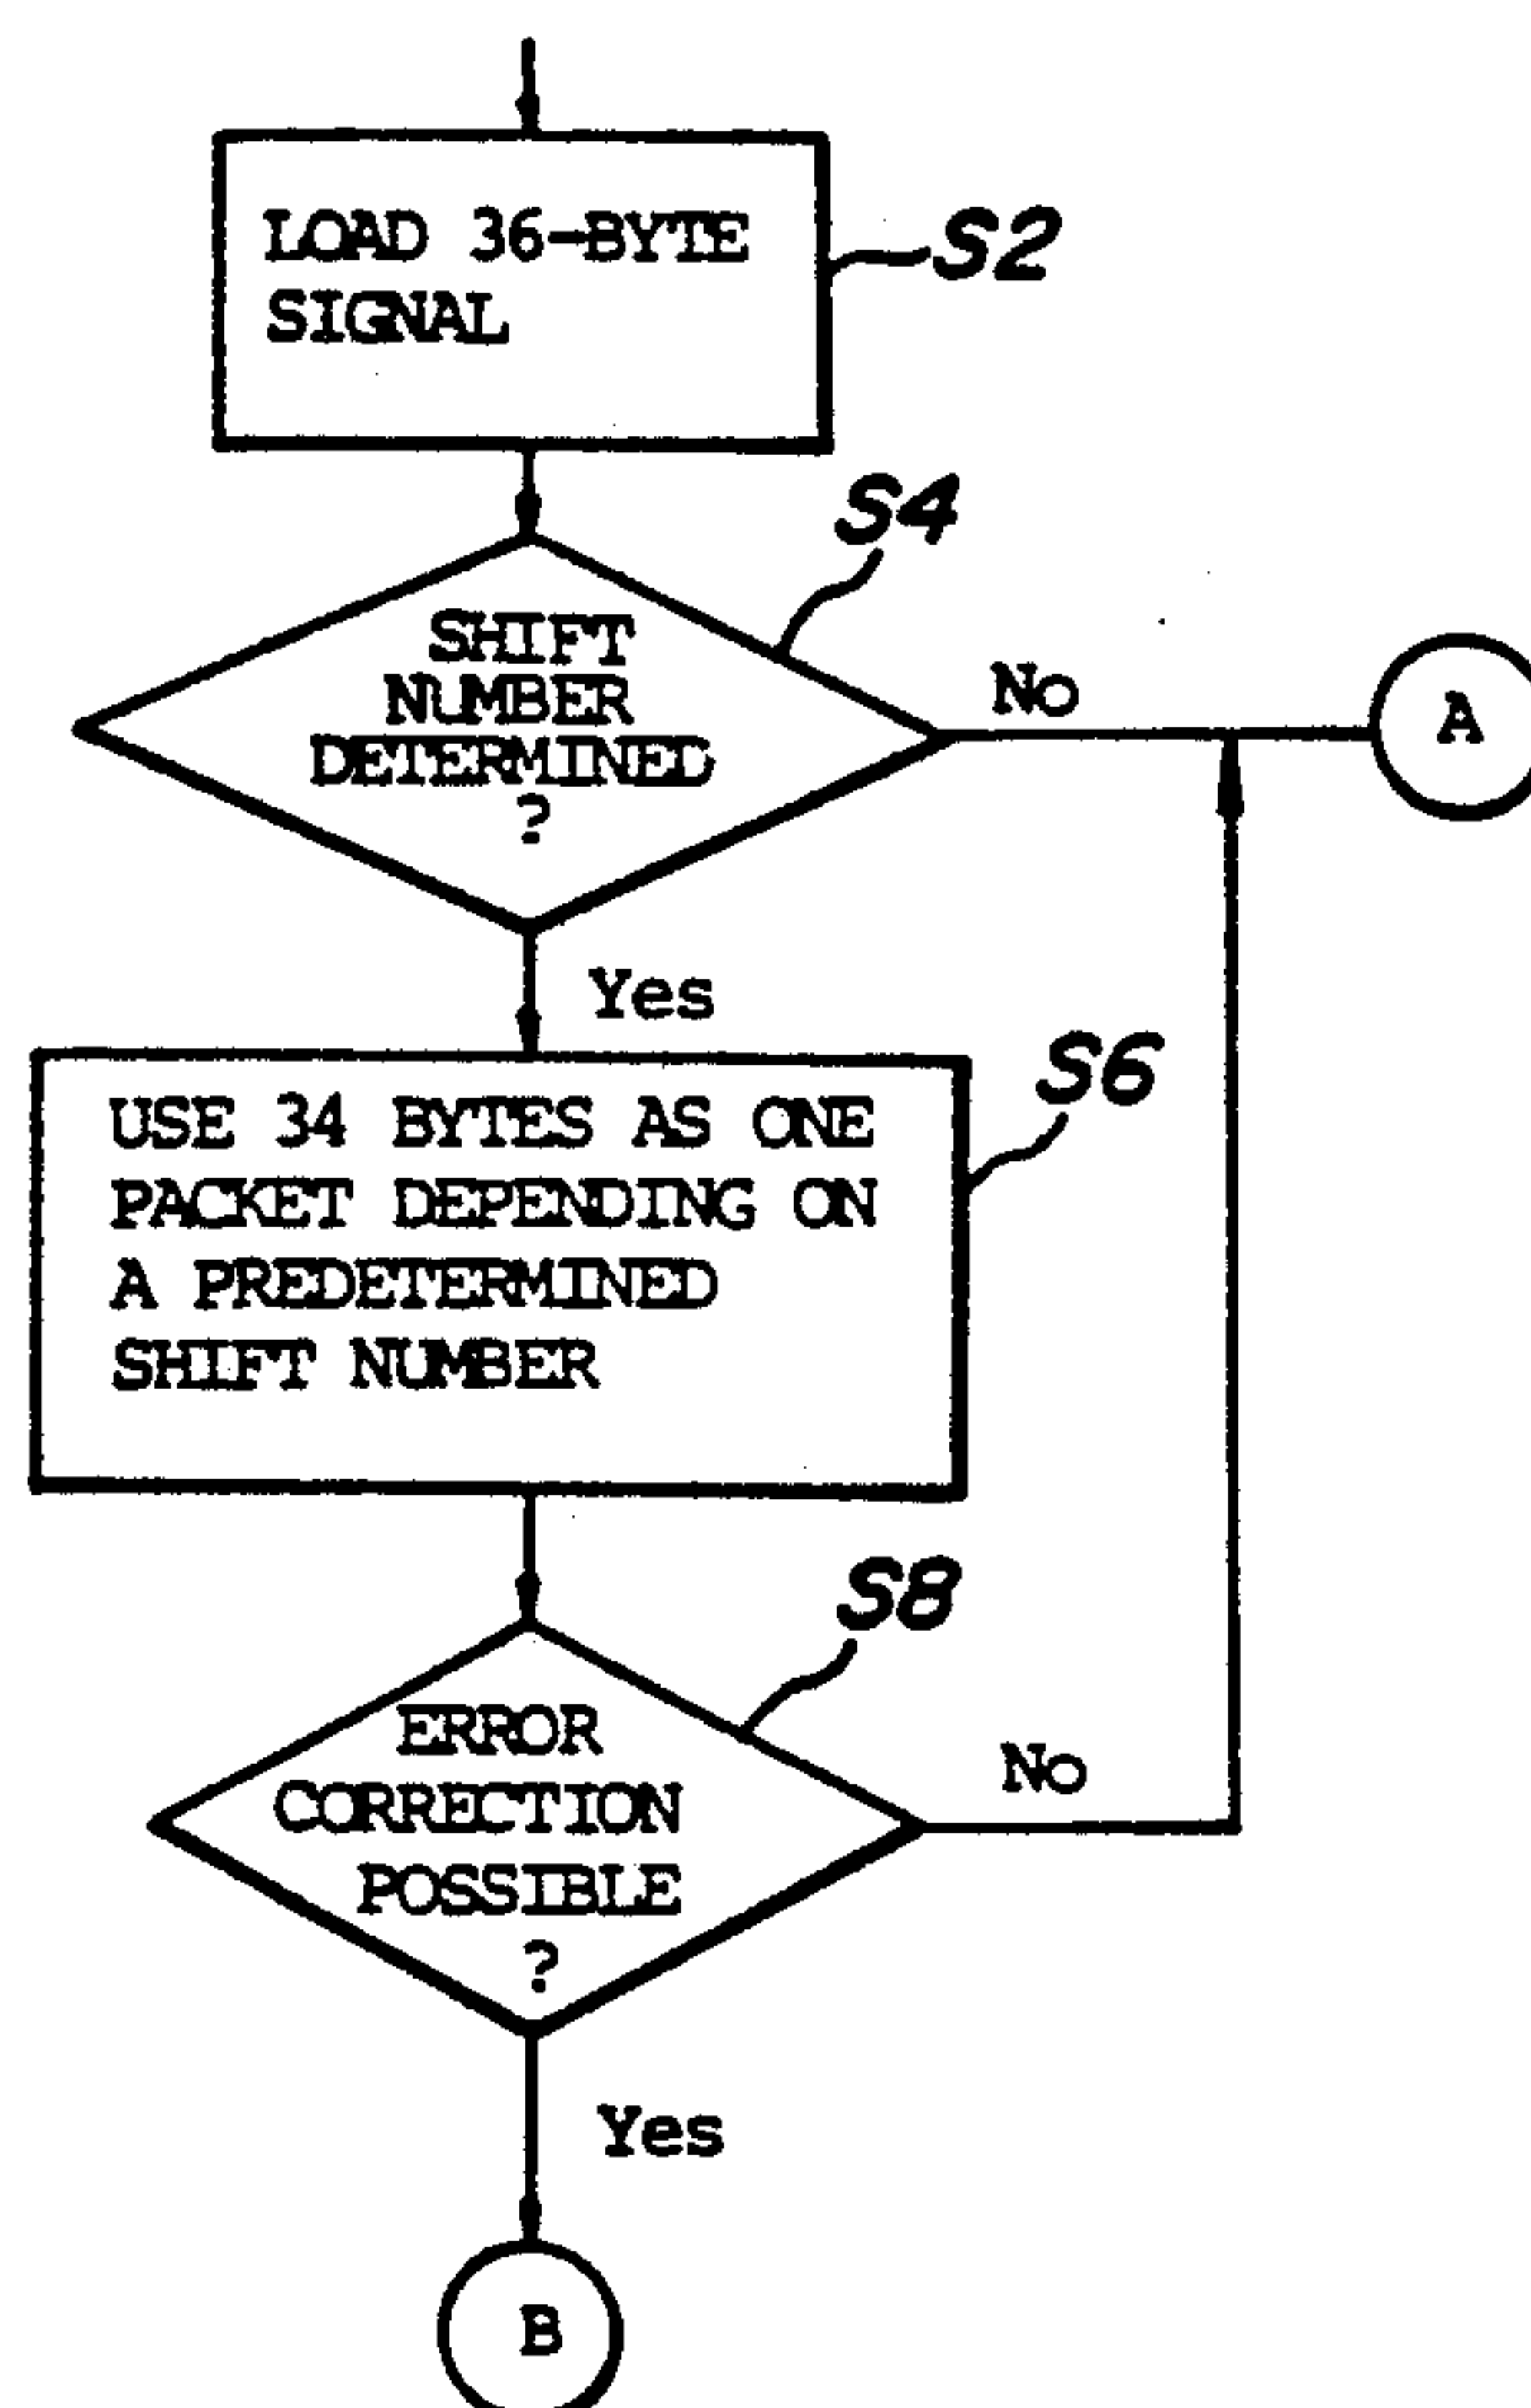 LOAD 36-BYTE
SIGNAL
S2
S4
SHIFT
NUMBER
DETERMINED
?
No
A
Yes
S6
USE 34 BYTES AS ONE
PACKET DEPENDING ON
A PREDETERMINED
SHIFT NUMBER
S8
ERROR
CORRECTION
POSSIBLE
?
No
Yes
B